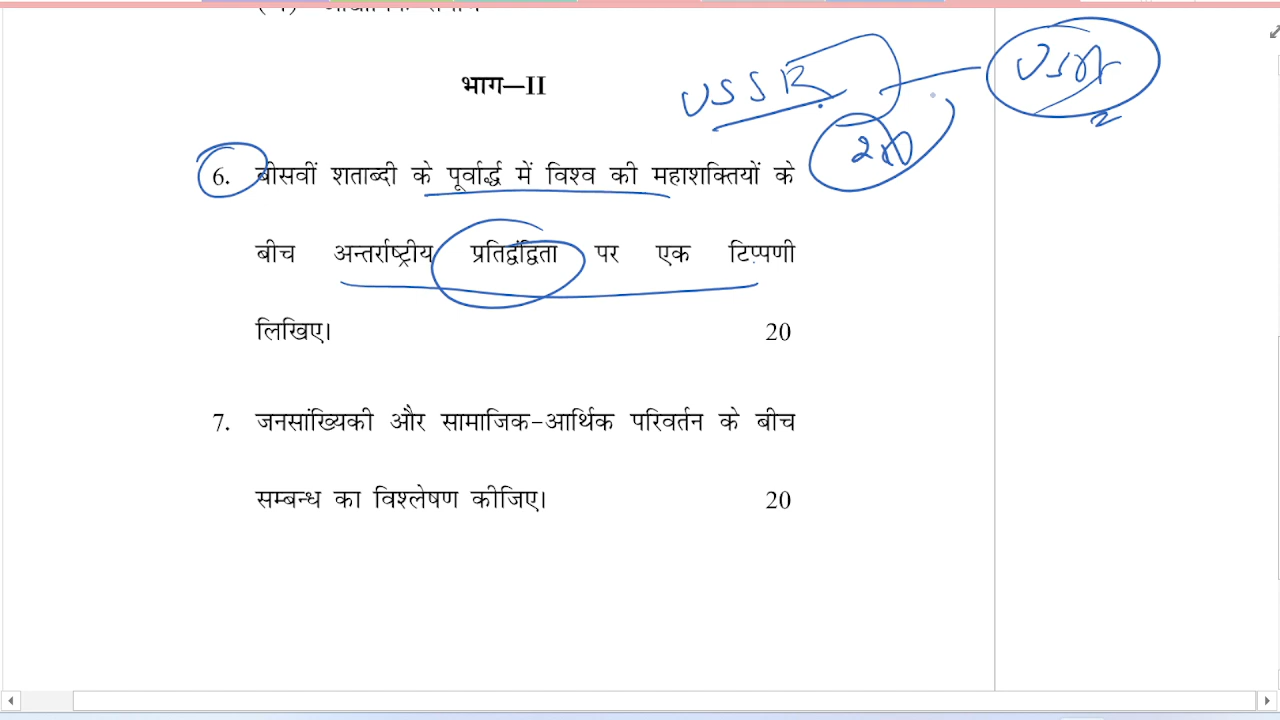 भाग—II
USSR
USA
6. बीसवीं शताब्दी के पूर्वार्द्ध में विश्व की महाशक्तियों के
बीच अन्तर्राष्ट्रीय प्रतिद्वंद्विता पर एक टिप्पणी
लिखिए। 20
7. जनसांख्यिकी और सामाजिक-आर्थिक परिवर्तन के बीच
सम्बन्ध का विश्लेषण कीजिए। 20